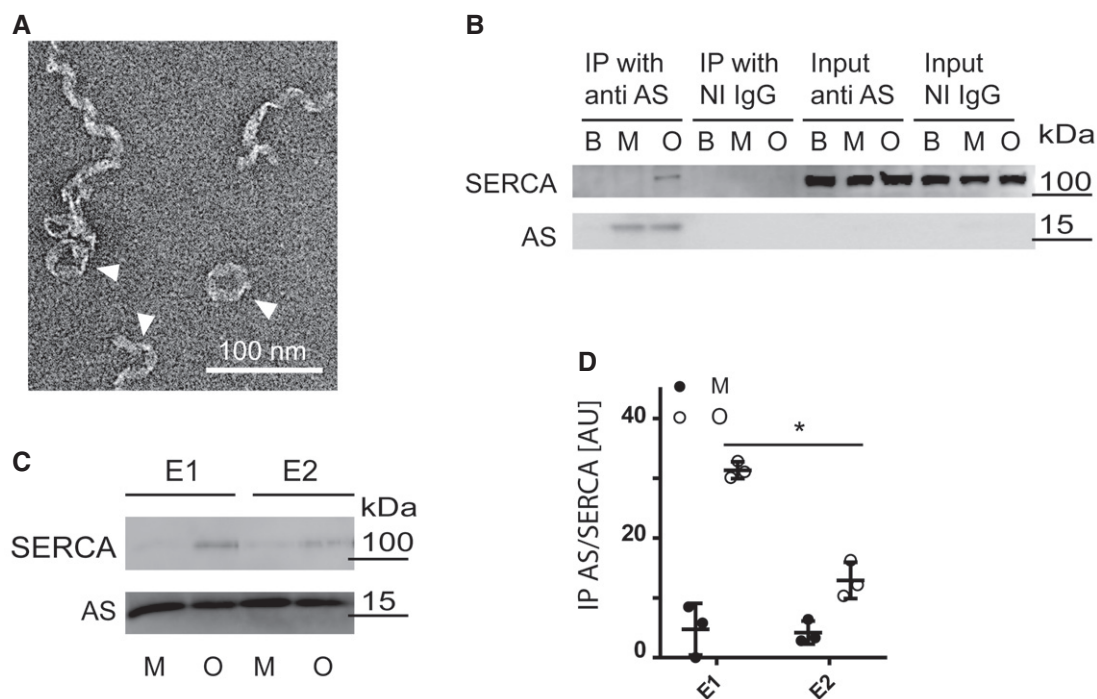 A
100 nm
B
IP with anti AS
IP with NI IgG
Input anti AS
Input NI IgG
B M O B M O B M O B M O
kDa
SERCA
100
AS
15
C
E1
E2
kDa
SERCA
100
AS
15
M O M O
D
IP AS/SERCA [AU]
40
20
0
M
O
*
E1
E2